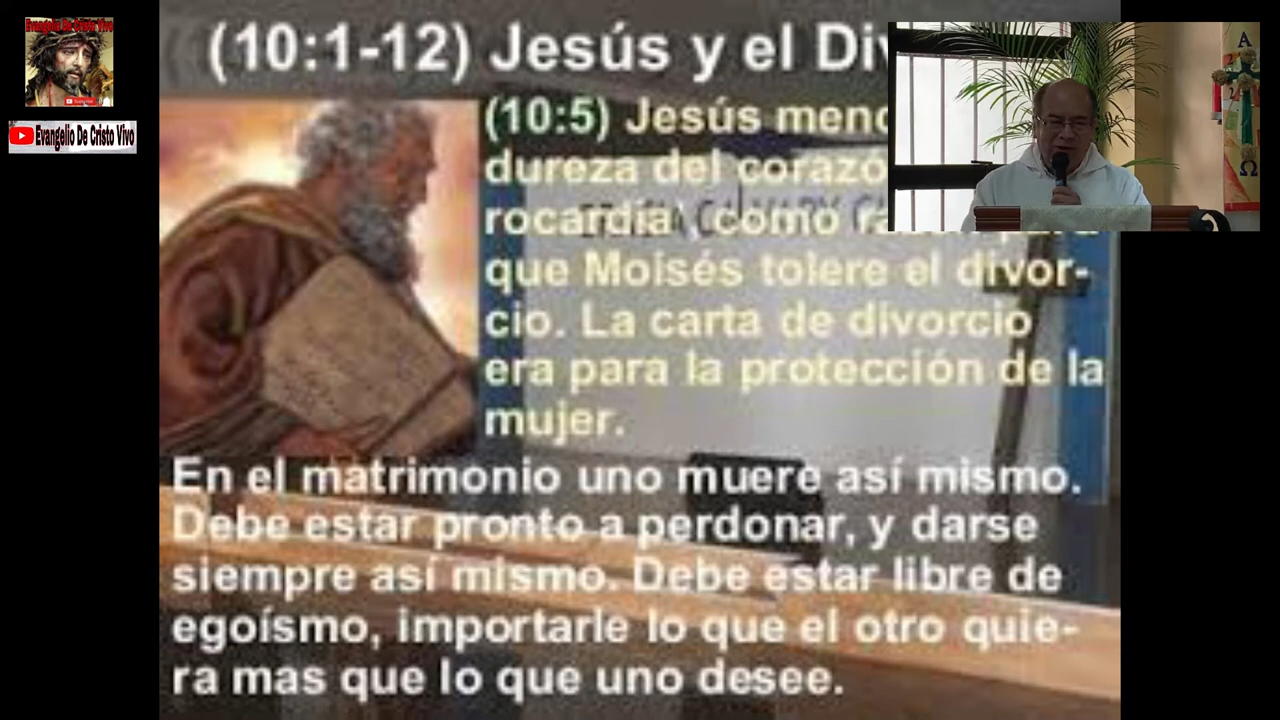 Evangelio De Cristo Vivo
Evangelio De Cristo Vivo
(10:1-12) Jesús y el Di
(10:5) Jesús menc
dureza del corazó
rocardia', como
que Moisés tolere el divor-
cio. La carta de divorcio
era para la protección de la
mujer.
En el matrimonio uno muere así mismo.
Debe estar pronto a perdonar, y darse
siempre así mismo. Debe estar libre de
egoísmo, importarle lo que el otro quie-
ra mas que lo que uno desee.
Α
Ω